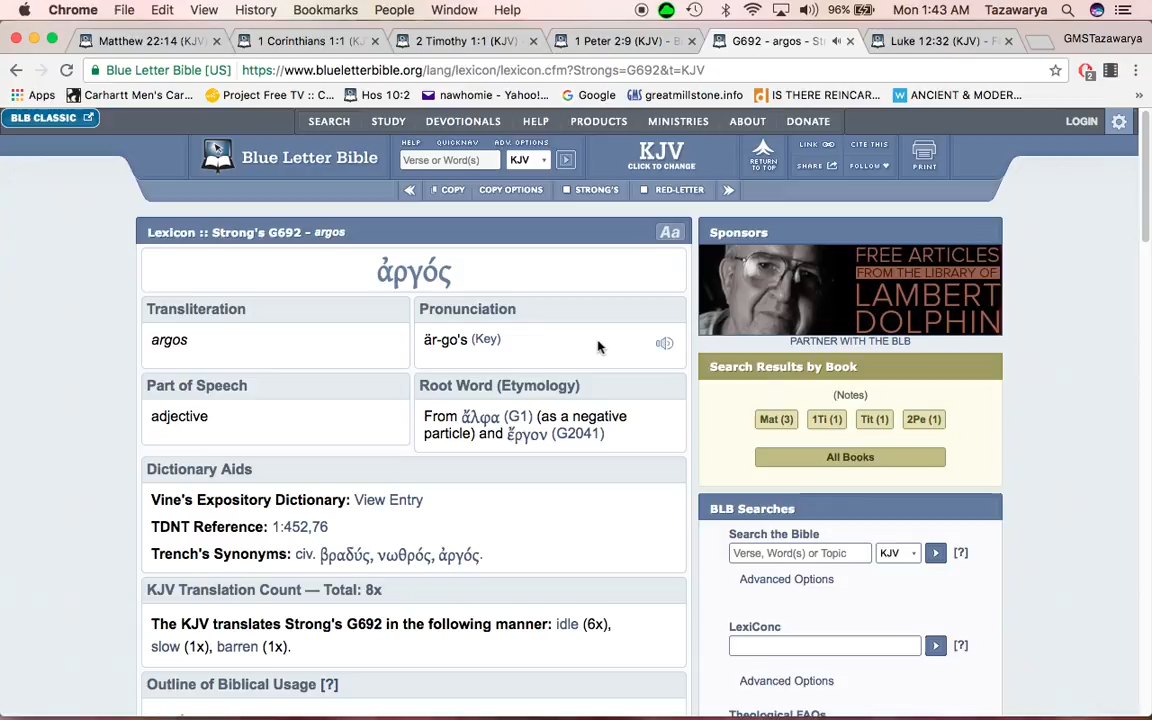 Chrome File Edit View History Bookmarks People Window Help 96% Mon 1:43 AM Tazawarya
Matthew 22:14 (KJV) 1 Corinthians 1:1 (KJV) 2 Timothy 1:1 (KJV) 1 Peter 2:9 (KJV) - B G692 - argos - St Luke 12:32 (KJV) - F GMSTazawarya
Blue Letter Bible [US] https://www.blueletterbible.org/lang/lexicon/lexicon.cfm?Strongs=G692&t=KJV
Apps Carhartt Men's Car... Project Free TV :: C... Hos 10:2 nawhomie - Yahoo!... Google greatmillstone.info IS THERE REINCAR... ANCIENT & MODER... »
BLB CLASSIC SEARCH STUDY DEVOTIONALS HELP PRODUCTS MINISTRIES ABOUT DONATE LOGIN
HELP QUICKNAV ADV. OPTIONS
Blue Letter Bible Verse or Word(s) KJV KJV CLICK TO CHANGE RETURN TO TOP LINK CITE THIS SHARE FOLLOW PRINT
COPY COPY OPTIONS STRONG'S RED-LETTER
Lexicon :: Strong's G692 - argos Aa
ἀργός
Transliteration
argos
Pronunciation
är-go's (Key)
Part of Speech
adjective
Root Word (Etymology)
From ἄλφα (G1) (as a negative
particle) and ἔργον (G2041)
Dictionary Aids
Vine's Expository Dictionary: View Entry
TDNT Reference: 1:452,76
Trench's Synonyms: civ. βραδύς, νωθρός, ἀργός.
KJV Translation Count — Total: 8x
The KJV translates Strong's G692 in the following manner: idle (6x),
slow (1x), barren (1x).
Outline of Biblical Usage [?]
Sponsors
FREE ARTICLES
FROM THE LIBRARY OF
LAMBERT
DOLPHIN
PARTNER WITH THE BLB
Search Results by Book
(Notes)
Mat (3) 1Ti (1) Tit (1) 2Pe (1)
All Books
BLB Searches
Search the Bible
Verse, Word(s) or Topic KJV [?]
Advanced Options
LexiConc
[?]
Advanced Options
Theological FAQs